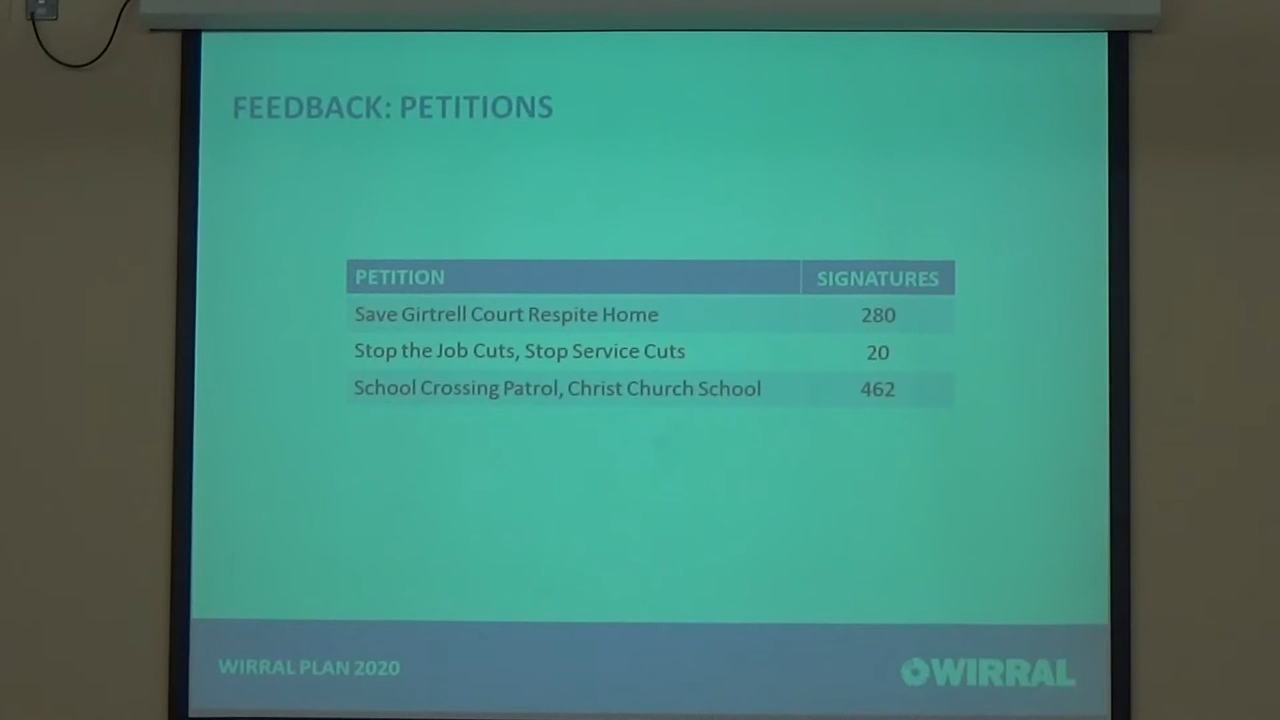 FEEDBACK: PETITIONS
PETITION SIGNATURES
Save Girtrell Court Respite Home 280
Stop the Job Cuts, Stop Service Cuts 20
School Crossing Patrol, Christ Church School 462
WIRRAL PLAN 2020
WIRRAL